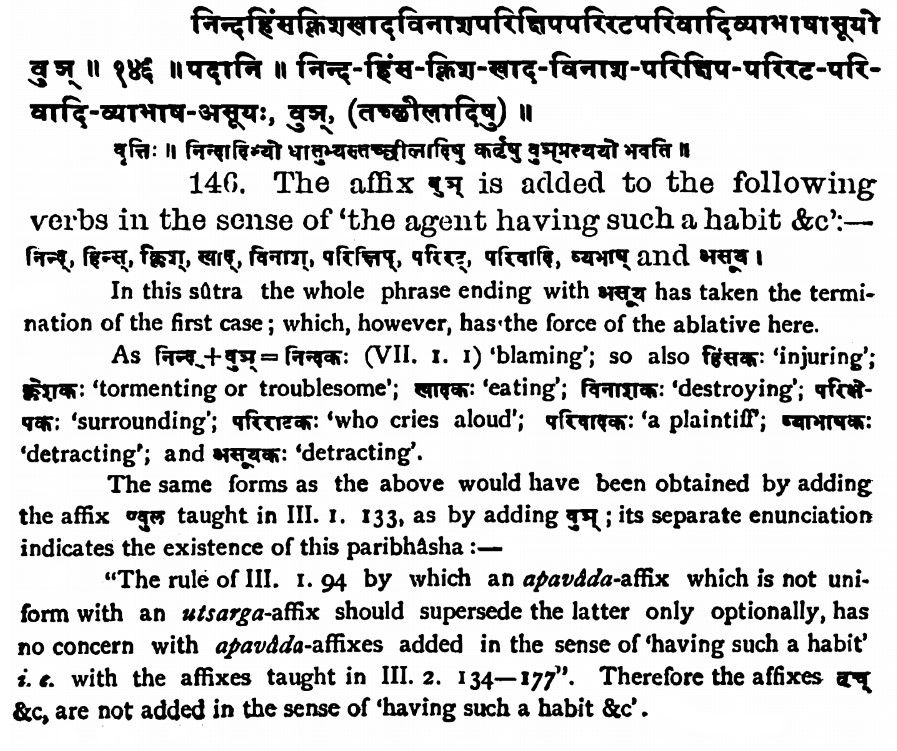 निन्दहिंसक्लिशखादविनाशपरिक्षिपपरिरटपरिवादिव्याभाषासूयो
वुञ् ॥ १४६ ॥ पदानि ॥ निन्द-हिंस-क्लिश-खाद-विनाश-परिक्षिप-परिरट-परि-
वादि-व्याभाष-असूयः, वुञ्, (तच्छीलादिषु) ॥
वृत्तिः ॥ निन्दादिभ्यो धातुभ्यस्तच्छीलादिषु कर्तृषु वुञ्प्रत्ययो भवति ॥
146. The affix वुञ् is added to the following
verbs in the sense of 'the agent having such a habit &c':—
निन्द्, हिन्स्, क्लिश्, खाद्, विनाश्, परिक्षिप्, परिरट्, परिवादि, व्यभाष् and असूय ।
In this sûtra the whole phrase ending with असूय has taken the termi-
nation of the first case; which, however, has the force of the ablative here.
As निन्द् + वुञ् = निन्दकः (VII. 1. 1) 'blaming'; so also हिंसकः 'injuring';
क्लेशकः 'tormenting or troublesome'; खादकः 'eating'; विनाशकः 'destroying'; परिक्षे-
पकः 'surrounding'; परिराटकः 'who cries aloud'; परिवादकः 'a plaintiff'; व्याभाषकः
'detracting'; and असूयकः 'detracting'.
The same forms as the above would have been obtained by adding
the affix ण्वुल taught in III. 1. 133, as by adding वुञ्; its separate enunciation
indicates the existence of this paribhâsha :—
"The rule of III. 1. 94 by which an apavâda-affix which is not uni-
form with an utsarga-affix should supersede the latter only optionally, has
no concern with apavâda-affixes added in the sense of 'having such a habit'
i. e. with the affixes taught in III. 2. 134—177". Therefore the affixes तृच्
&c, are not added in the sense of 'having such a habit &c'.